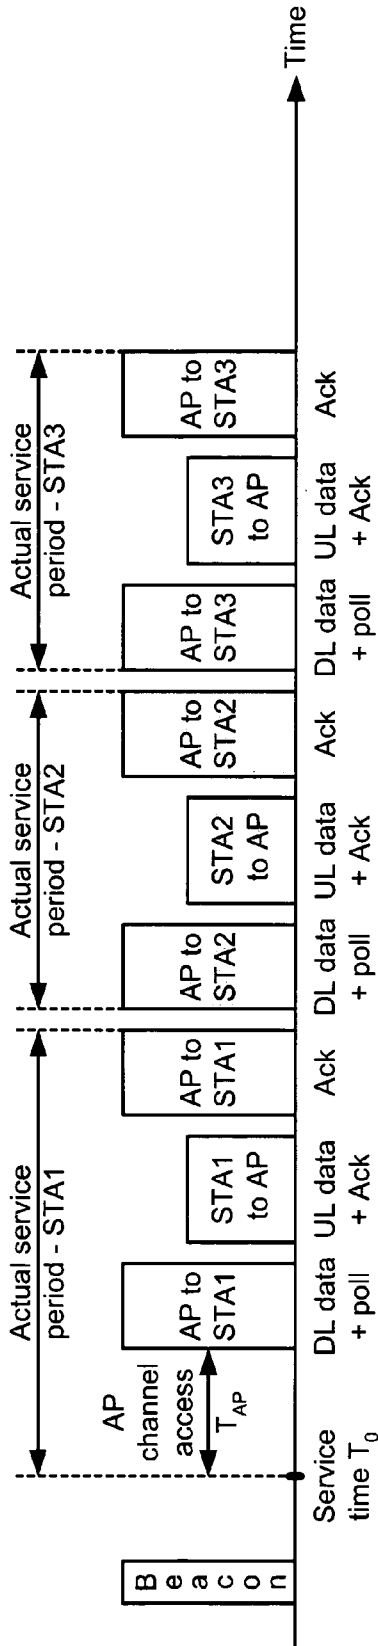 Actual service
period - STA1
Actual service
period - STA2
Actual service
period - STA3
Beacon
AP
channel
access
T_AP
AP to
STA1
STA1
to AP
AP to
STA1
AP to
STA2
STA2
to AP
AP to
STA2
AP to
STA3
STA3
to AP
AP to
STA3
Time
Service
time T_0
DL data
+ poll
UL data
+ Ack
Ack
DL data
+ poll
UL data
+ Ack
Ack
DL data
+ poll
UL data
+ Ack
Ack